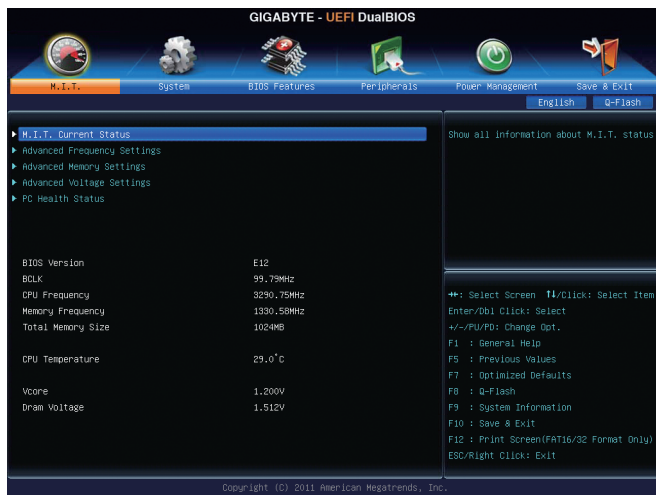 GIGABYTE - UEFI DualBIOS
M.I.T. System BIOS Features Peripherals Power Management Save & Exit
English Q-Flash
M.I.T. Current Status
Advanced Frequency Settings
Advanced Memory Settings
Advanced Voltage Settings
PC Health Status
BIOS Version E12
BCLK 99.79MHz
CPU Frequency 3290.75MHz
Memory Frequency 1330.58MHz
Total Memory Size 1024MB
CPU Temperature 29.0°C
Vcore 1.200V
Dram Voltage 1.512V
Show all information about M.I.T. status
→←: Select Screen ↑↓/Click: Select Item
Enter/Dbl Click: Select
+/-/PU/PD: Change Opt.
F1 : General Help
F5 : Previous Values
F7 : Optimized Defaults
F8 : Q-Flash
F9 : System Information
F10 : Save & Exit
F12 : Print Screen(FAT16/32 Format Only)
ESC/Right Click: Exit
Copyright (C) 2011 American Megatrends, Inc.